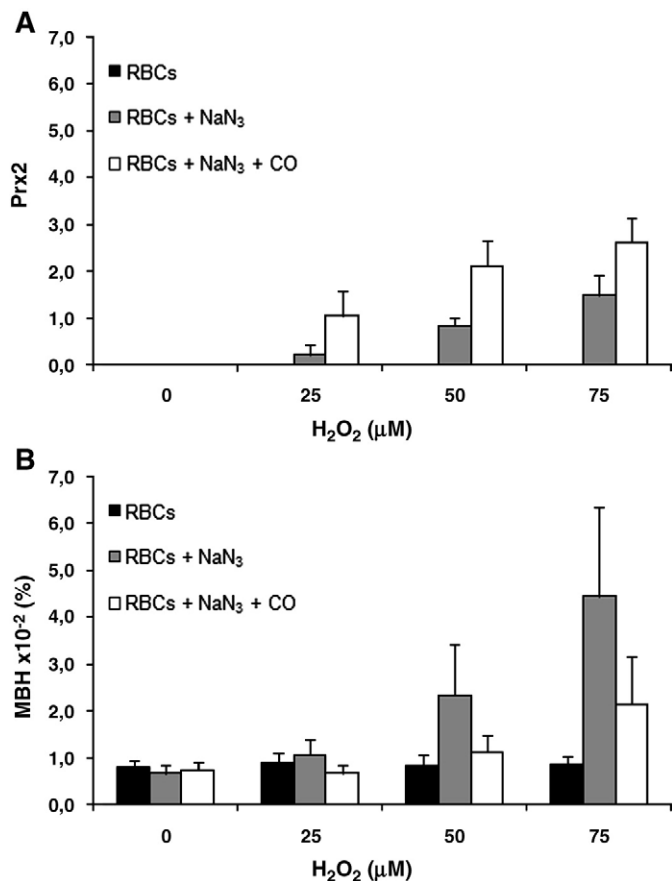 A
7,0
6,0
5,0
4,0
3,0
2,0
1,0
0,0
Prx2
RBCs
RBCs + NaN₃
RBCs + NaN₃ + CO
0 25 50 75
H₂O₂ (μM)
B
7,0
6,0
5,0
4,0
3,0
2,0
1,0
0,0
MBH x10⁻² (%)
RBCs
RBCs + NaN₃
RBCs + NaN₃ + CO
0 25 50 75
H₂O₂ (μM)